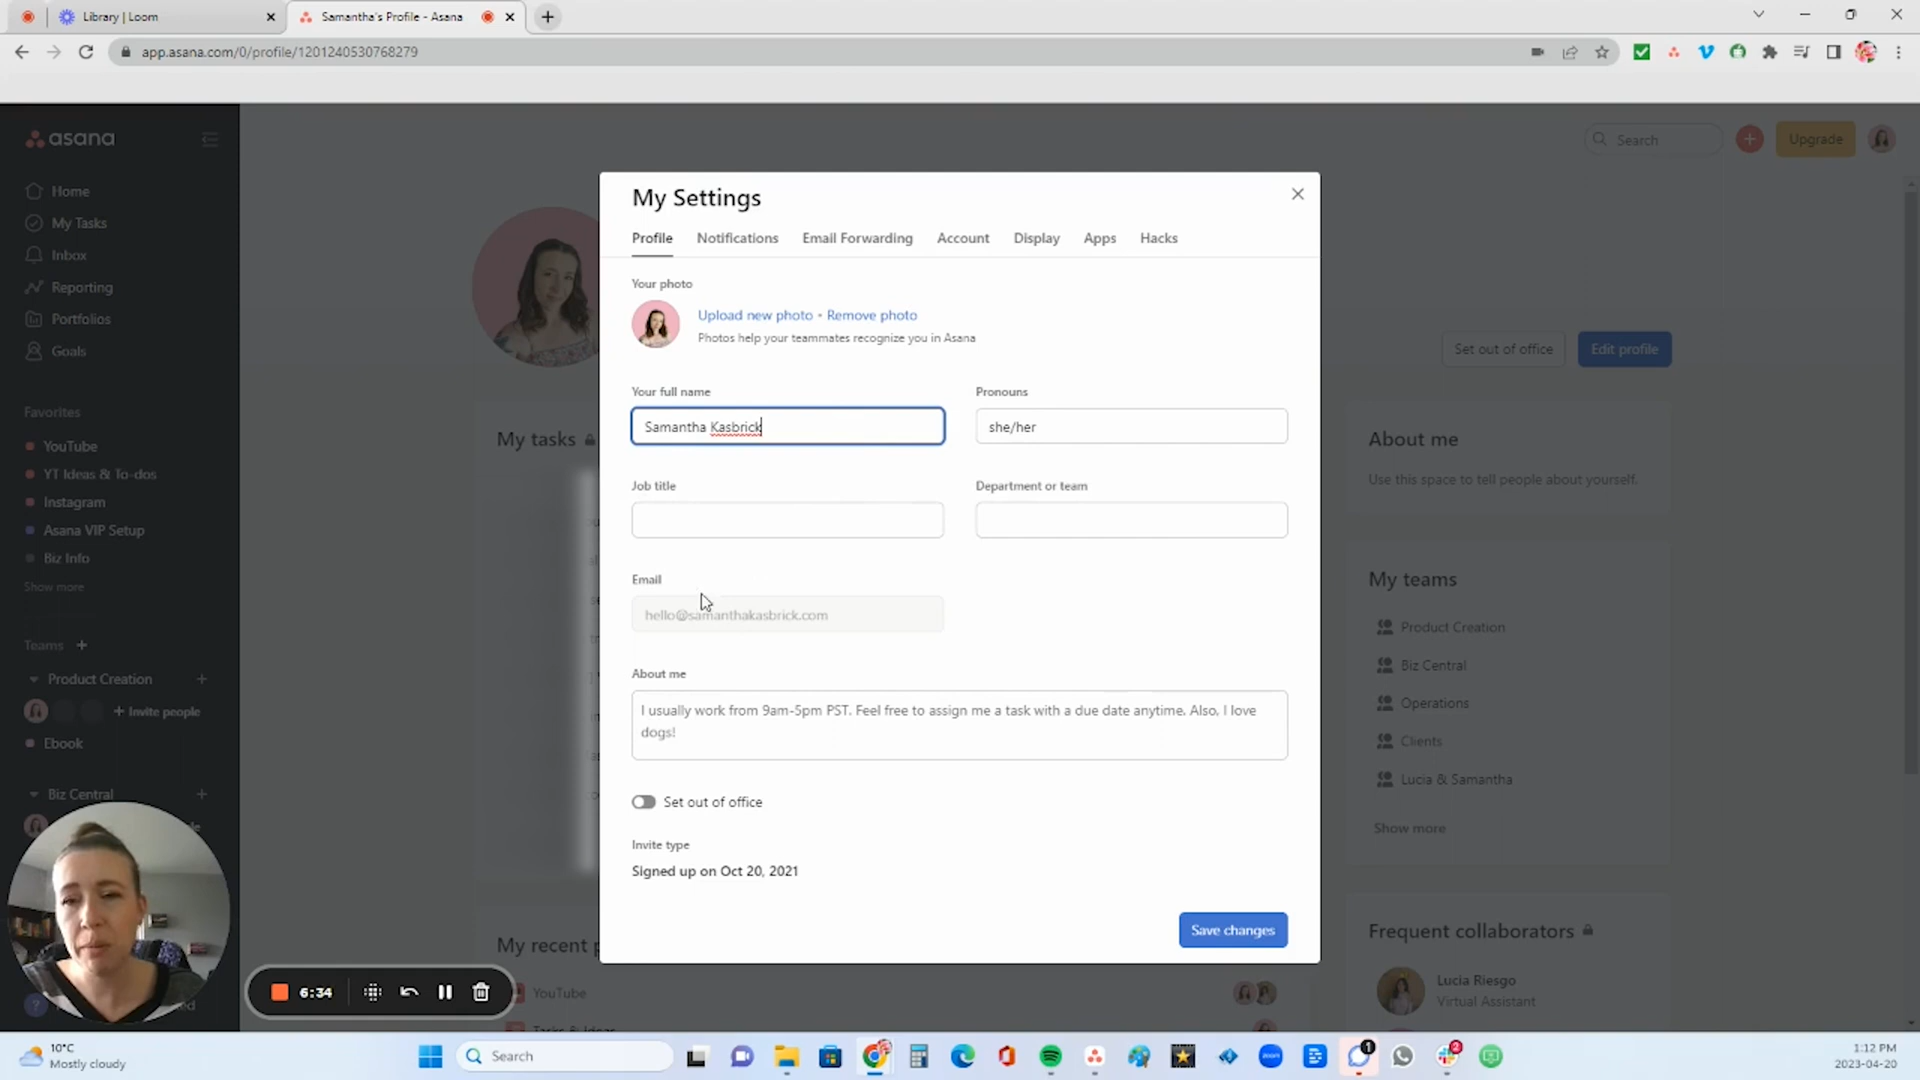 Library | Loom
Samantha's Profile - Asana
app.asana.com/0/profile/1201240530768279
asana
Search
Upgrade
Home
My Tasks
Inbox
Reporting
Portfolios
Goals
Favorites
YouTube
YT Ideas & To-dos
Instagram
Asana VIP Setup
Biz Info
Show more
Teams +
Product Creation
+ Invite people
Ebook
Biz Central
My Settings
Profile
Notifications
Email Forwarding
Account
Display
Apps
Hacks
Your photo
Upload new photo • Remove photo
Photos help your teammates recognize you in Asana
Your full name
Samantha Kasbrick
Pronouns
she/her
Job title
Department or team
Email
hello@samanthakasbrick.com
About me
I usually work from 9am-5pm PST. Feel free to assign me a task with a due date anytime. Also, I love
dogs!
Set out of office
Invite type
Signed up on Oct 20, 2021
Save changes
Set out of office
Edit profile
My tasks
About me
Use this space to tell people about yourself.
My teams
Product Creation
Biz Central
Operations
Clients
Lucia & Samantha
Show more
My recent p
YouTube
Tasks & Ideas
Frequent collaborators
Lucia Riesgo
Virtual Assistant
6:34
10°C
Mostly cloudy
Search
zoom
1
2
1:12 PM
2023-04-20